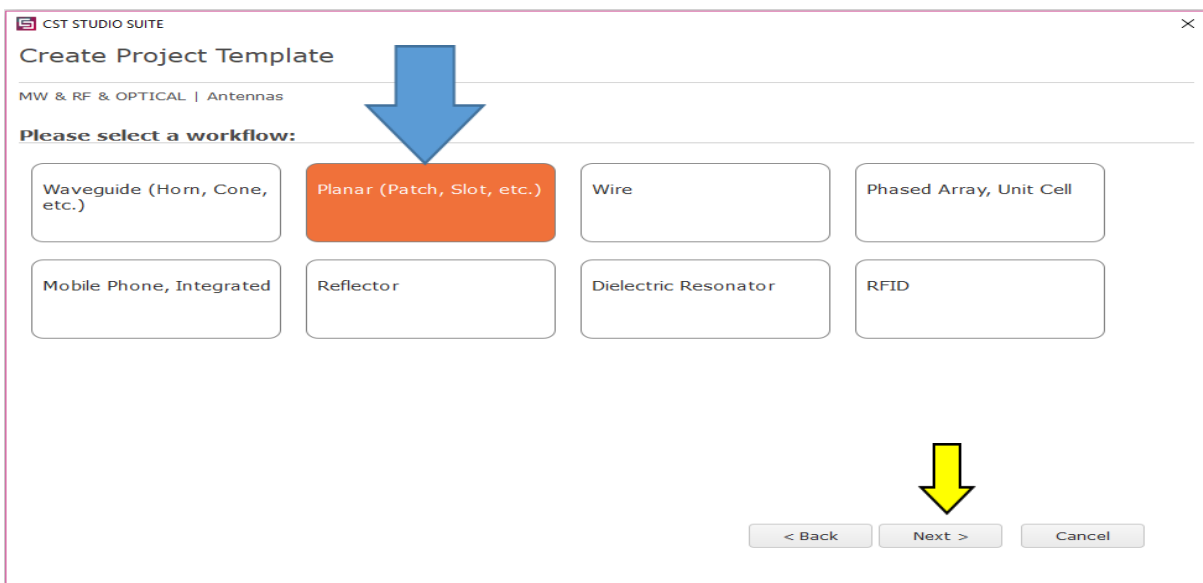 CST STUDIO SUITE
Create Project Template
MW & RF & OPTICAL | Antennas
Please select a workflow:
Waveguide (Horn, Cone,
etc.)
Planar (Patch, Slot, etc.)
Wire
Phased Array, Unit Cell
Mobile Phone, Integrated
Reflector
Dielectric Resonator
RFID
< Back
Next >
Cancel